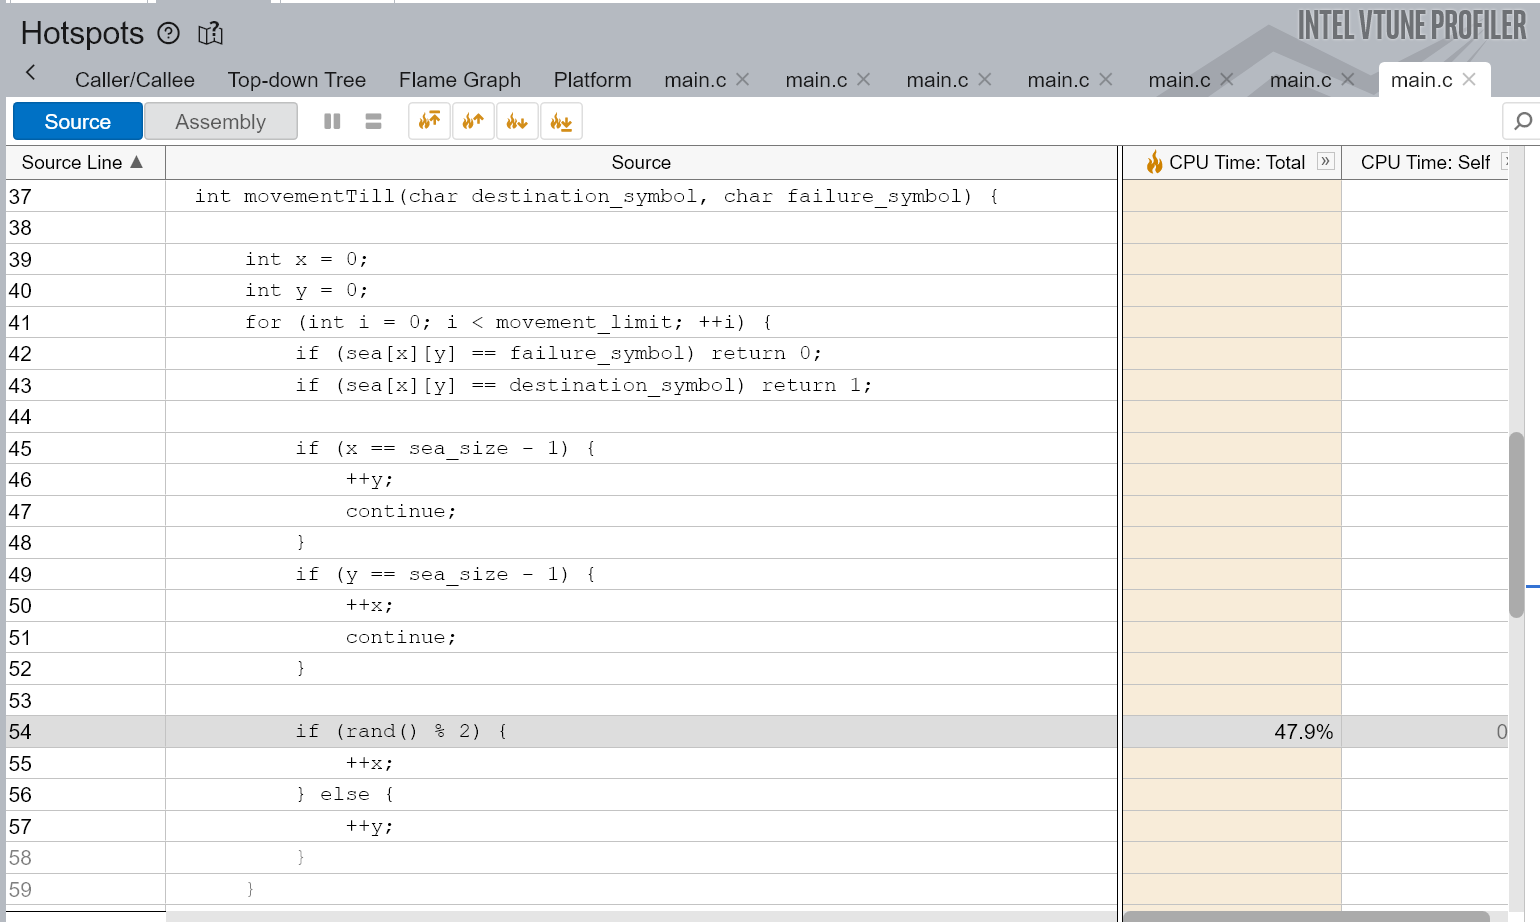 Hotspots
INTEL VTUNE PROFILER
Caller/Callee Top-down Tree Flame Graph Platform main.c main.c main.c main.c main.c main.c main.c
Source Assembly
Source Line Source CPU Time: Total CPU Time: Self
37 int movementTill(char destination_symbol, char failure_symbol) {
38
39 int x = 0;
40 int y = 0;
41 for (int i = 0; i < movement_limit; ++i) {
42 if (sea[x][y] == failure_symbol) return 0;
43 if (sea[x][y] == destination_symbol) return 1;
44
45 if (x == sea_size - 1) {
46 ++y;
47 continue;
48 }
49 if (y == sea_size - 1) {
50 ++x;
51 continue;
52 }
53
54 if (rand() % 2) { 47.9% 0
55 ++x;
56 } else {
57 ++y;
58 }
59 }